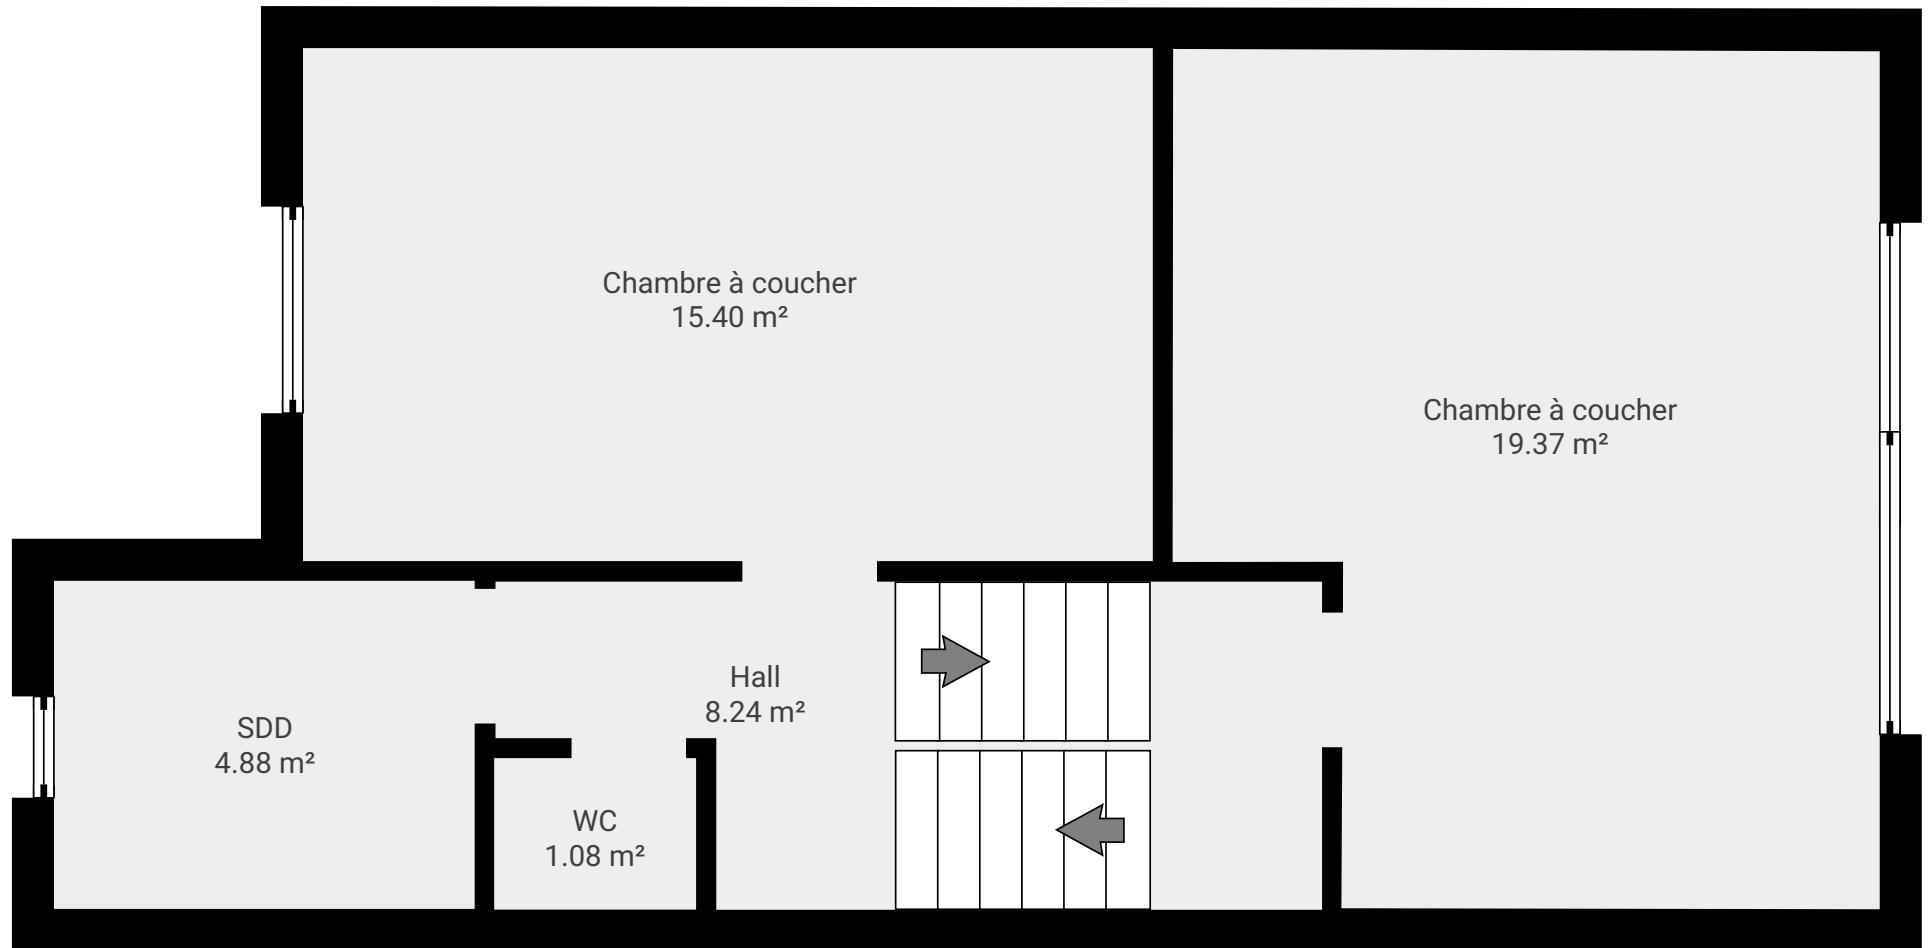 Chambre à coucher
15.40 m²
Chambre à coucher
19.37 m²
Hall
8.24 m²
SDD
4.88 m²
WC
1.08 m²